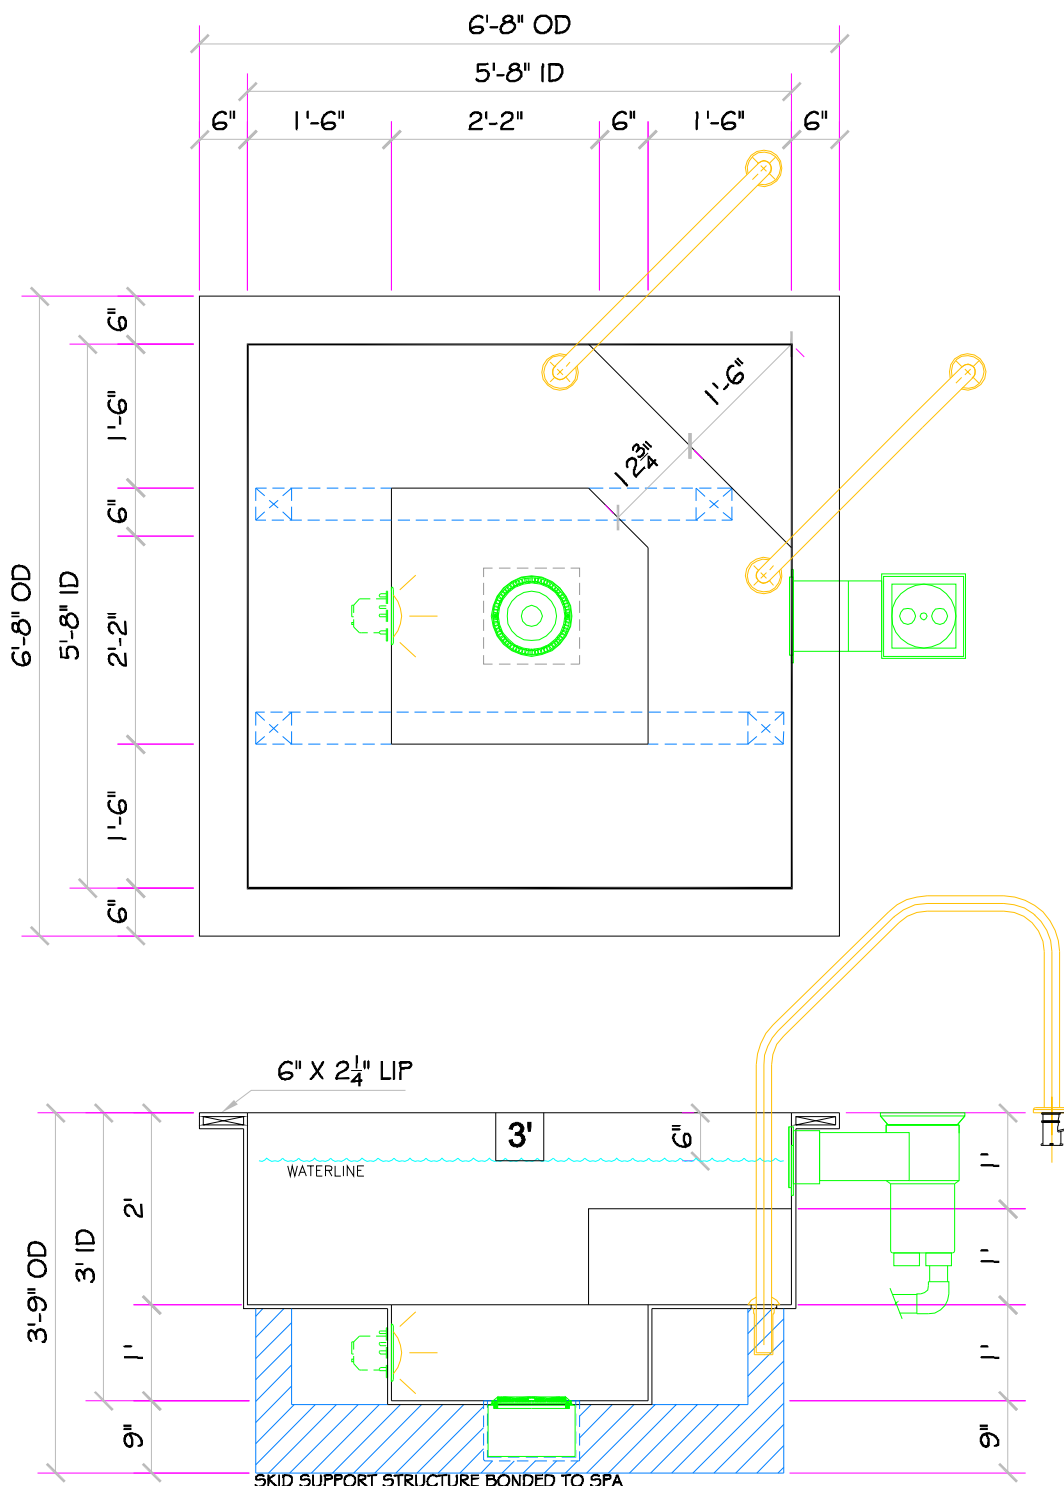 6'-8" OD
5'-8" ID
6" 1'-6" 2'-2" 6" 1'-6" 6"
6"
1'-6"
6"
2'-2"
1'-6"
6"
5'-8" ID
6'-8" OD
1'-6"
12 3/4"
6" X 2 1/4" LIP
3'
6"
WATERLINE
2'
1'
9"
3' ID
3'-9" OD
1'
1'
1'
9"
SKID SUPPORT STRUCTURE BONDED TO SPA